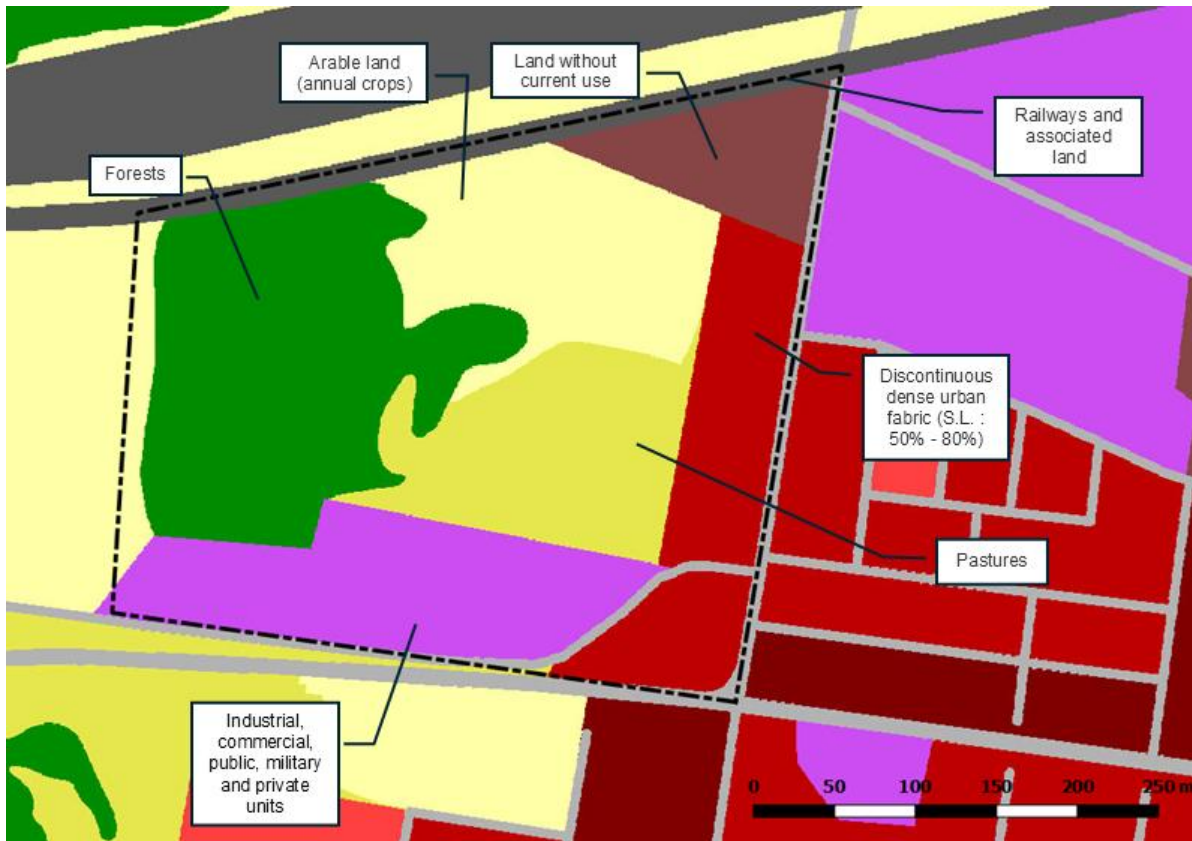 Arable land
(annual crops)
Land without
current use
Railways and
associated
land
Forests
Discontinuous
dense urban
fabric (S.L. :
50% - 80%)
Pastures
Industrial,
commercial,
public, military
and private
units
0 50 100 150 200 250 m